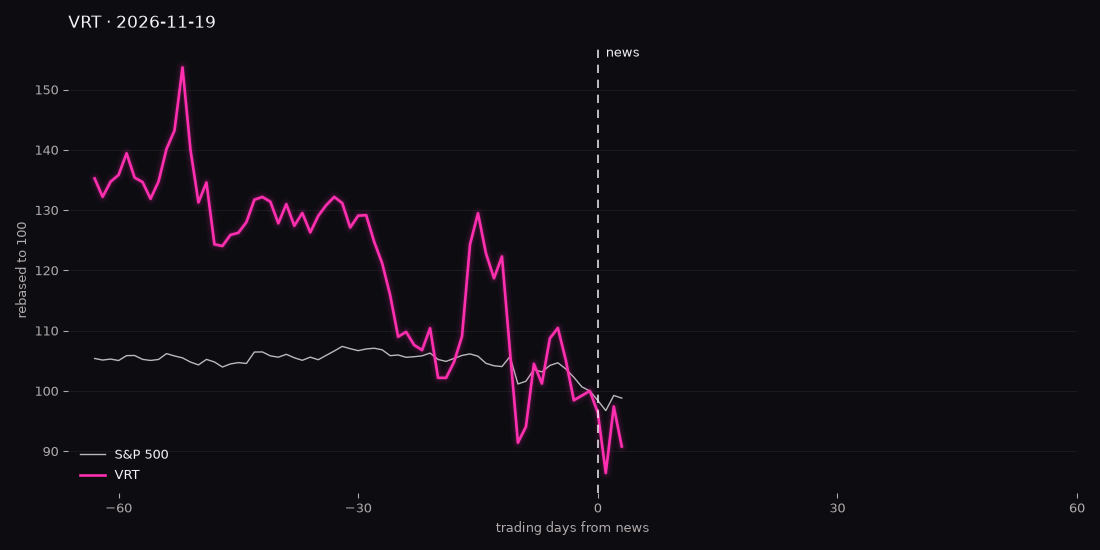 VRT · 2026-11-19
news
150
140
130
120
110
100
90
rebased to 100
S&P 500
VRT
−60
−30
0
30
60
trading days from news